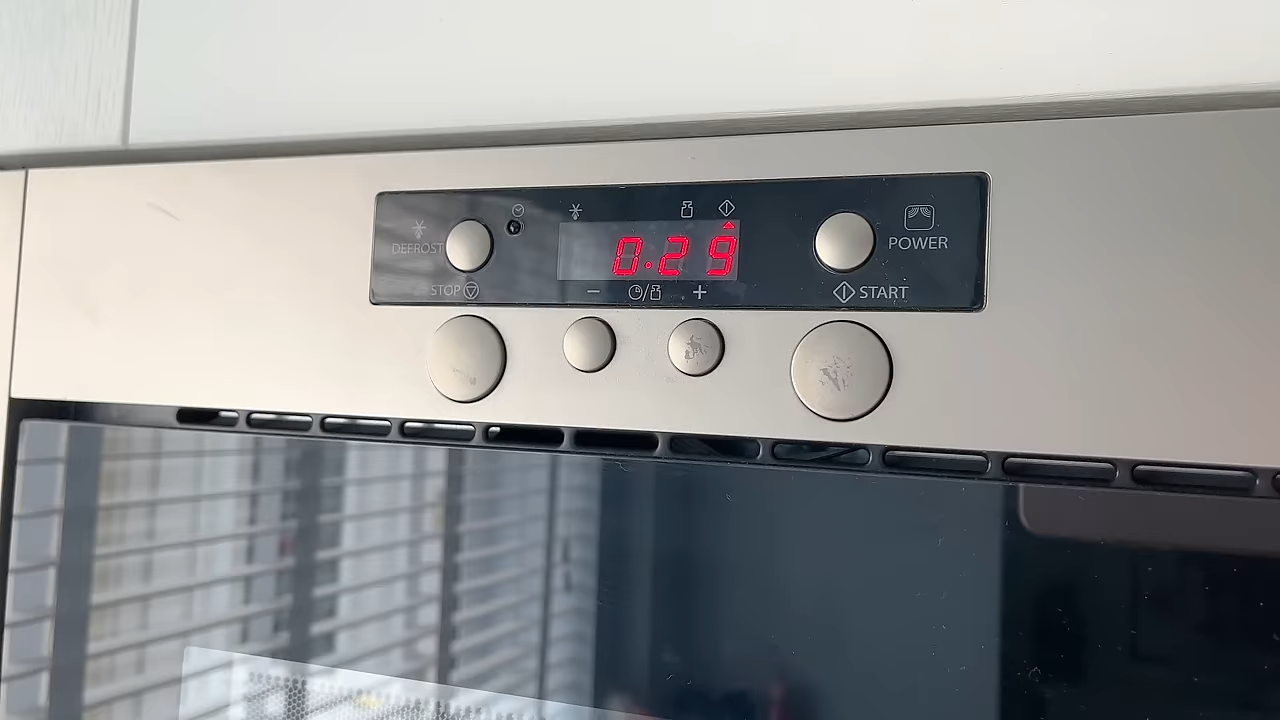 DEFROST
0.29
POWER
STOP
− / +
START